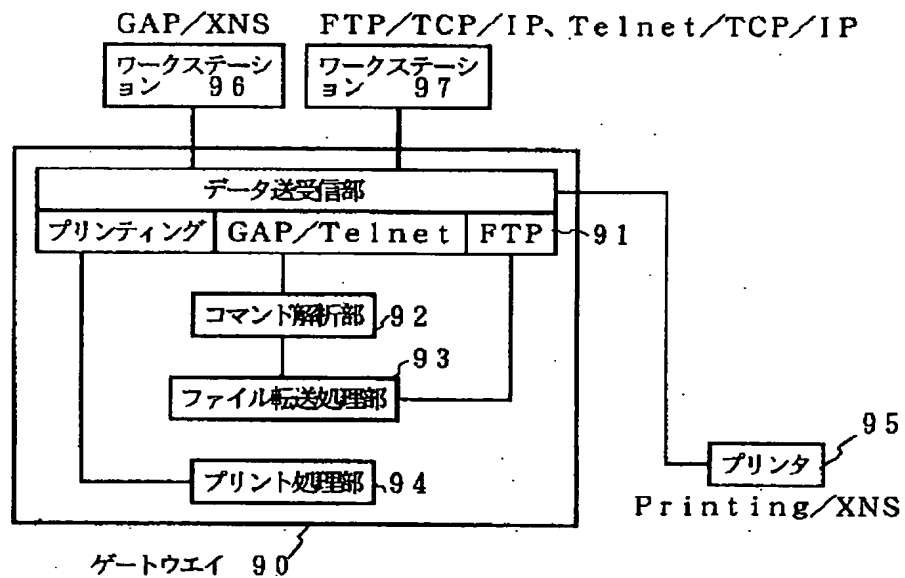 GAP/XNS
FTP/TCP/IP、Telnet/TCP/IP
ワークステーション 96
ワークステーション 97
データ送受信部
プリンティング
GAP/Telnet
FTP
91
コマンド解析部
92
93
ファイル転送処理部
95
プリンタ
プリント処理部
94
Printing/XNS
ゲートウエイ 90